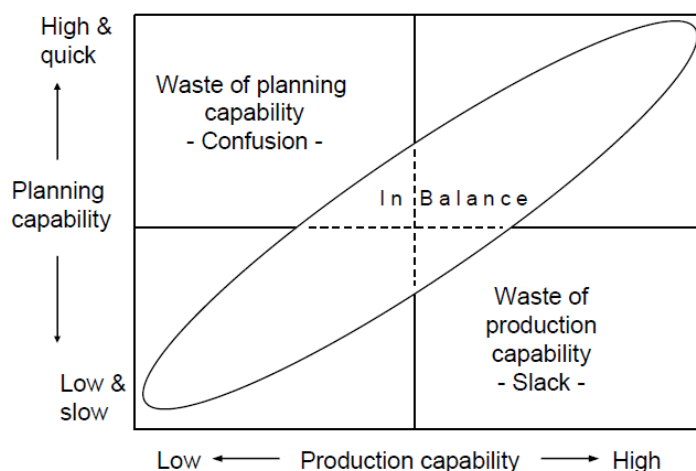 High &
quick
Waste of planning
capability
- Confusion -
Planning
capability
In Balance
Waste of
production
capability
- Slack -
Low &
slow
Low
Production capability
High